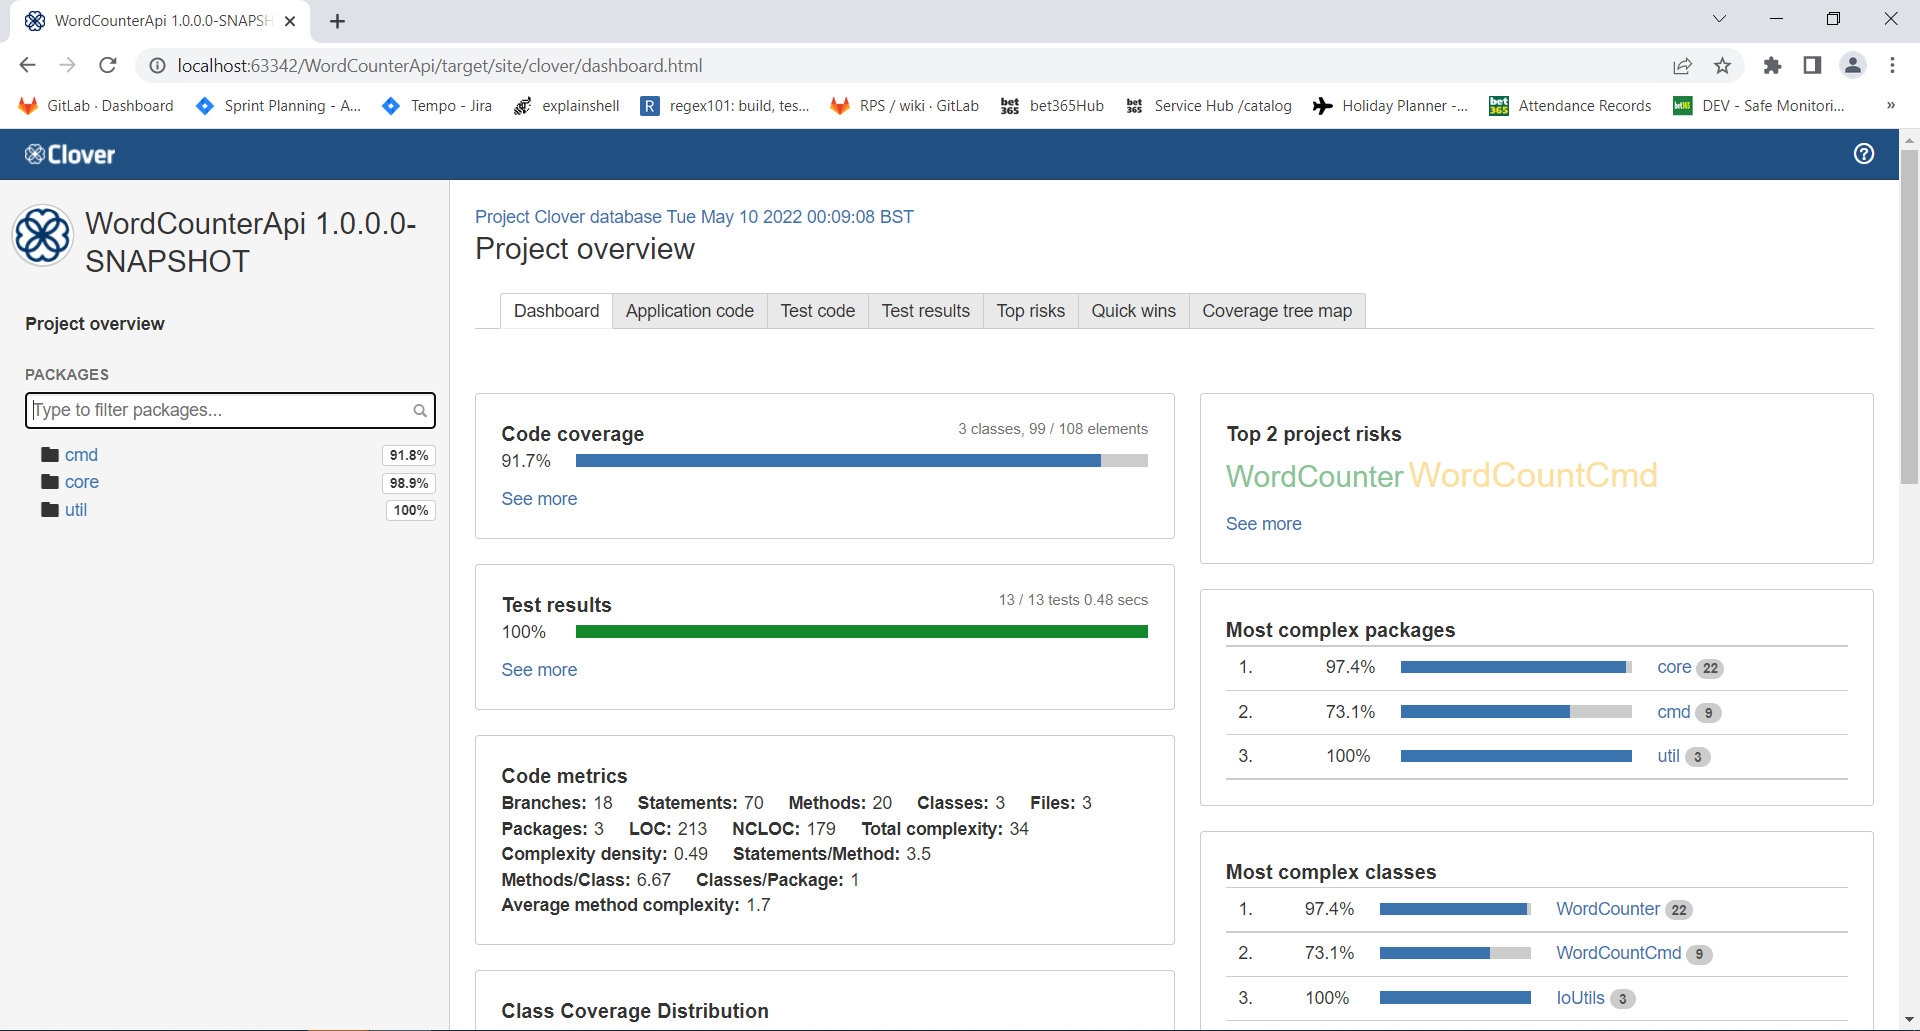 WordCounterApi 1.0.0.0-SNAPSH
localhost:63342/WordCounterApi/target/site/clover/dashboard.html
GitLab · Dashboard
Sprint Planning - A...
Tempo - Jira
explainshell
R
regex101: build, tes...
RPS / wiki · GitLab
bet365
bet365Hub
bet365
Service Hub /catalog
Holiday Planner -...
bet365
Attendance Records
bet365
DEV - Safe Monitori...
»
Clover
WordCounterApi 1.0.0.0-
SNAPSHOT
Project overview
PACKAGES
Type to filter packages...
cmd 91.8%
core 98.9%
util 100%
Project Clover database Tue May 10 2022 00:09:08 BST
Project overview
Dashboard Application code Test code Test results Top risks Quick wins Coverage tree map
Code coverage 3 classes, 99 / 108 elements
91.7%
See more
Test results 13 / 13 tests 0.48 secs
100%
See more
Code metrics
Branches: 18 Statements: 70 Methods: 20 Classes: 3 Files: 3
Packages: 3 LOC: 213 NCLOC: 179 Total complexity: 34
Complexity density: 0.49 Statements/Method: 3.5
Methods/Class: 6.67 Classes/Package: 1
Average method complexity: 1.7
Class Coverage Distribution
Top 2 project risks
WordCounter WordCountCmd
See more
Most complex packages
1. 97.4% core 22
2. 73.1% cmd 9
3. 100% util 3
Most complex classes
1. 97.4% WordCounter 22
2. 73.1% WordCountCmd 9
3. 100% IoUtils 3